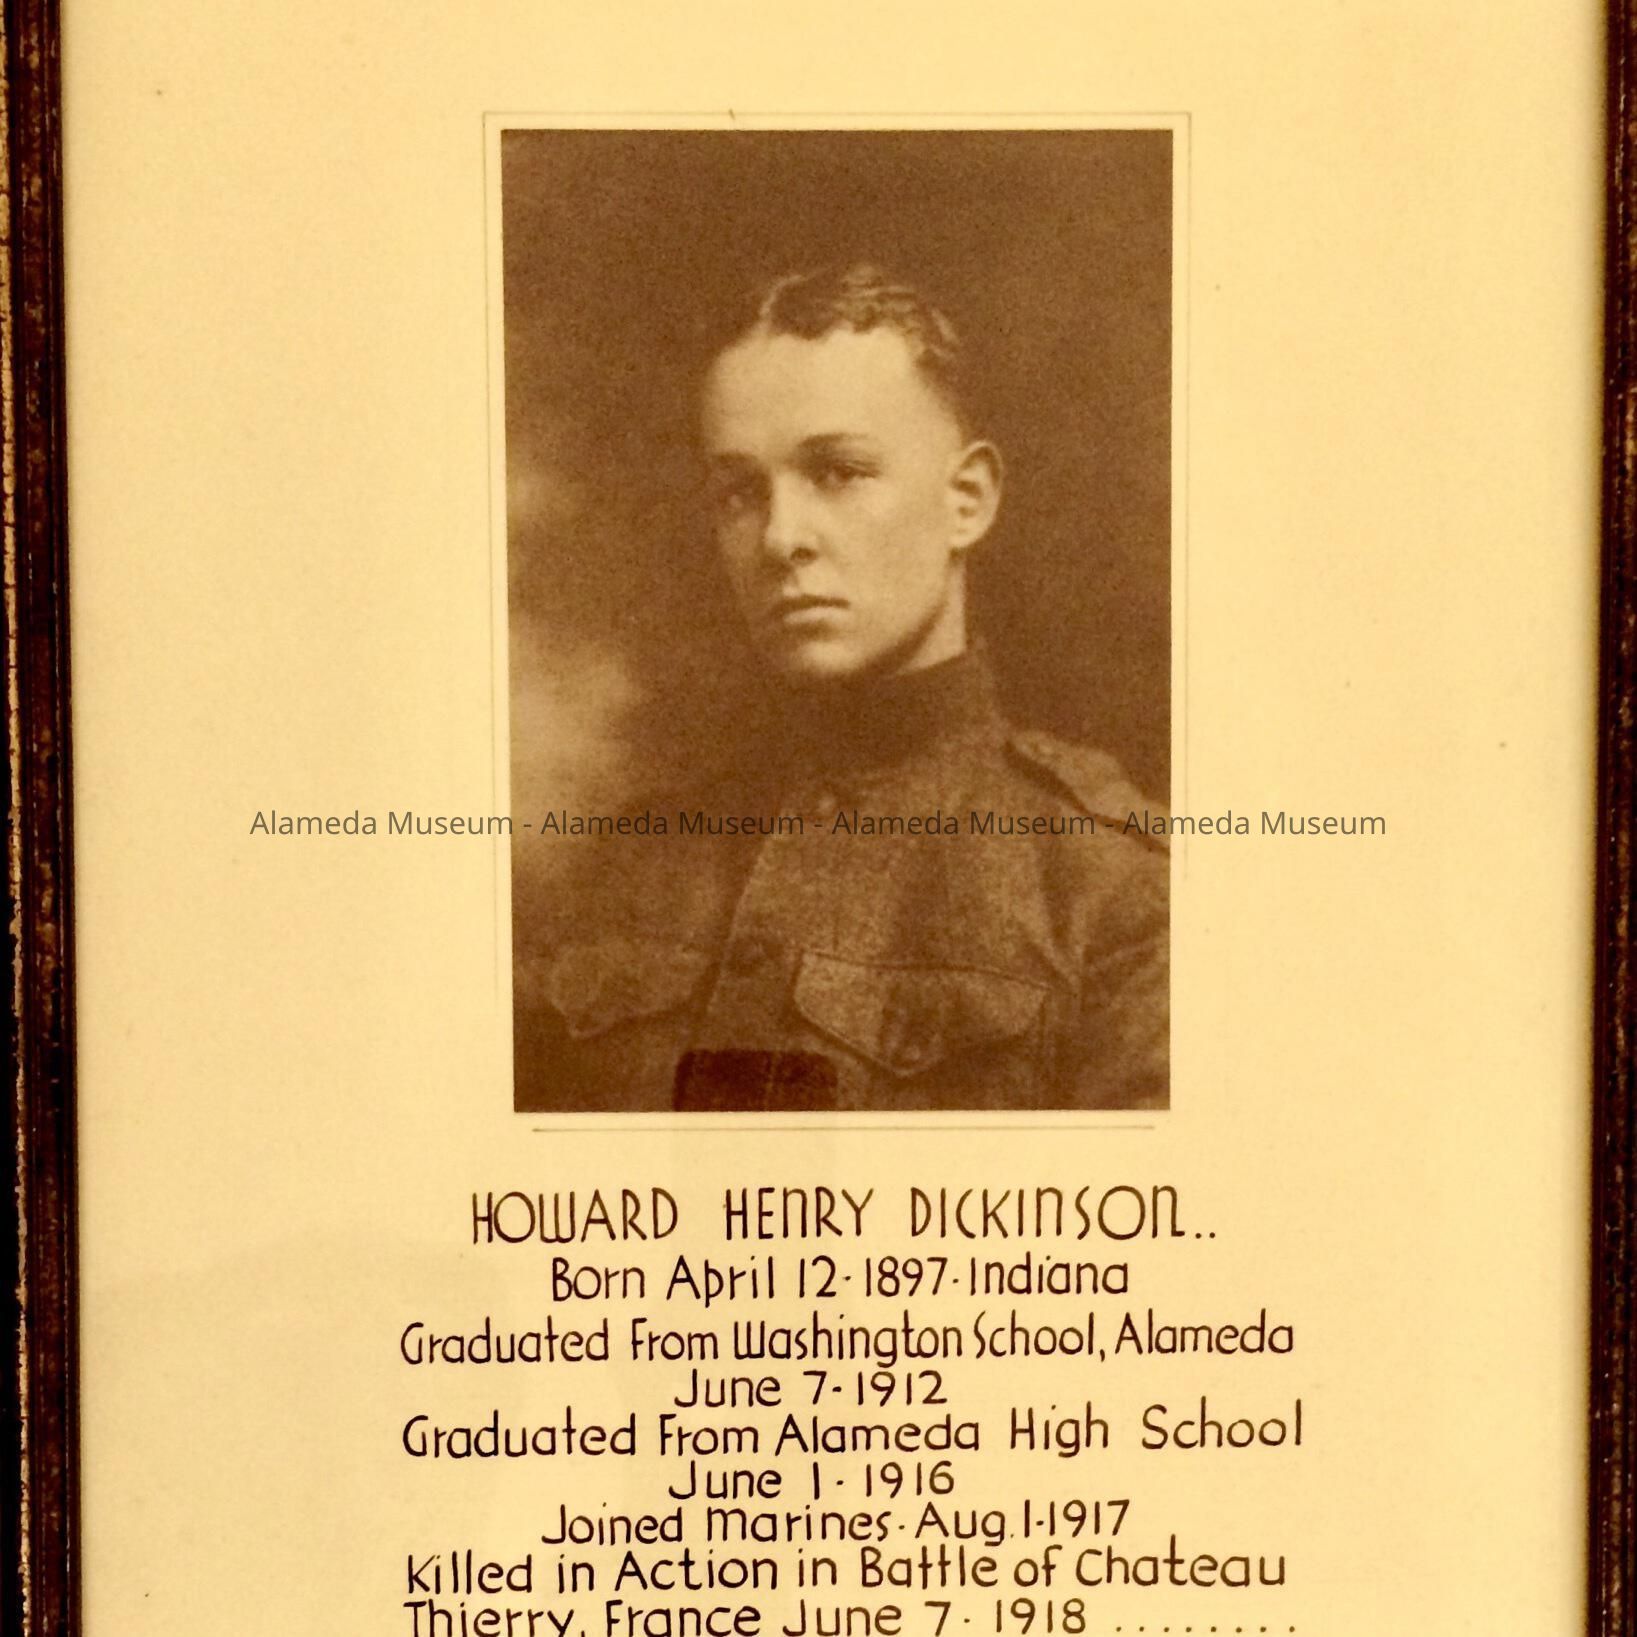 Alameda Museum - Alameda Museum - Alameda Museum - Alameda Museum
HOWARD HENRY DICKINSON..
Born April 12-1897-Indiana
Graduated From Washington School, Alameda
June 7-1912
Graduated From Alameda High School
June 1-1916
Joined Marines-Aug.1-1917
Killed in Action in Battle of Chateau
Thierry, France June 7-1918 ........